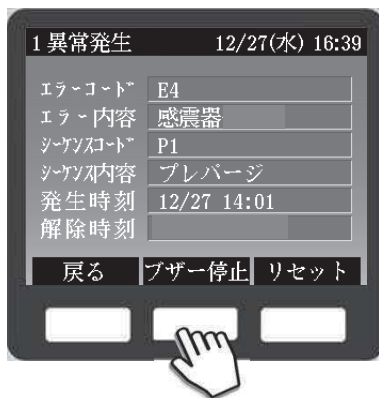 1 異常発生 12/27(水) 16:39
ｴﾗｰｺｰﾄﾞ E4
エラー内容 感震器
ｼｰｹﾝｽｺｰﾄﾞ P1
ｼｰｹﾝｽ内容 プレパージ
発生時刻 12/27 14:01
解除時刻
戻る ブザー停止 リセット